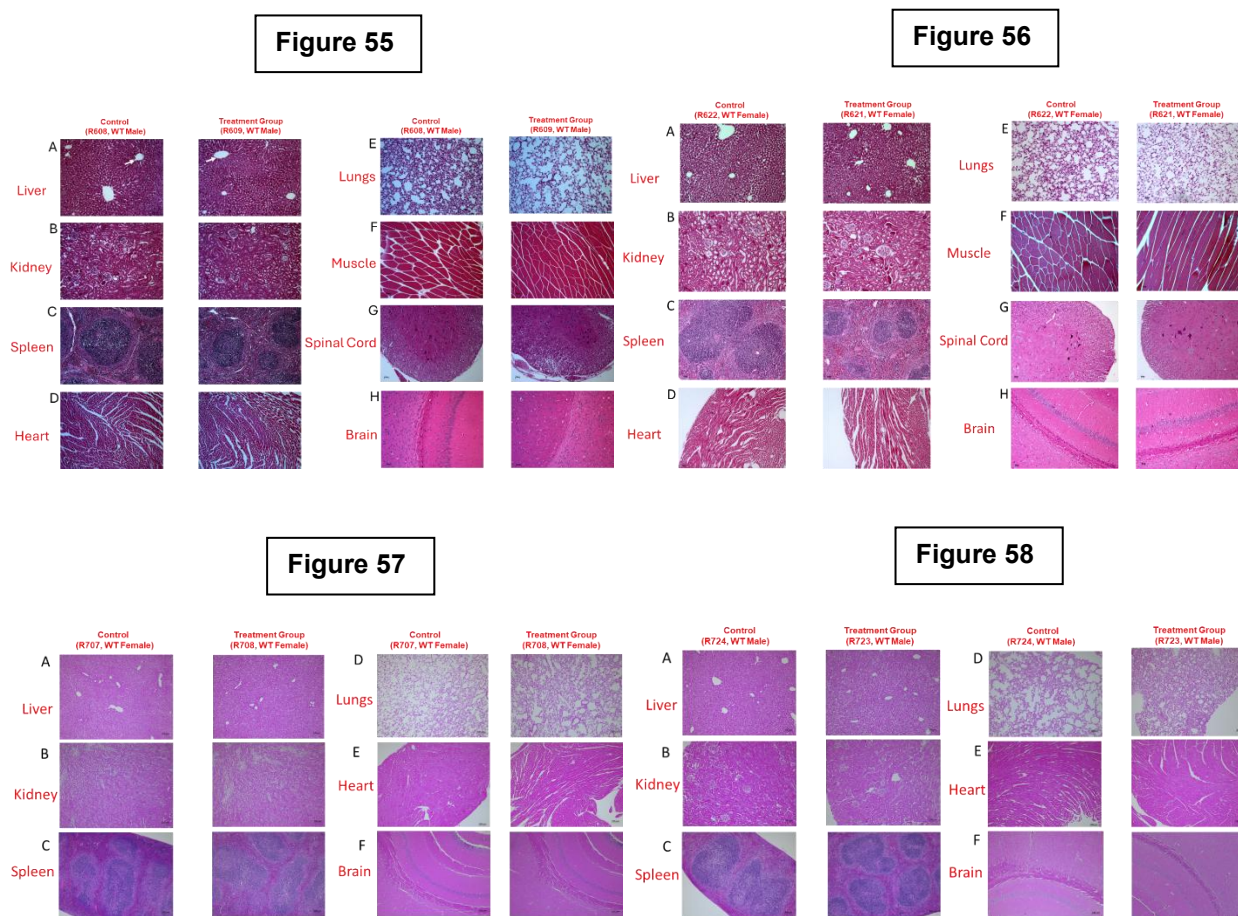 Figure 55
Control
(R608, WT Male)
Treatment Group
(R609, WT Male)
Control
(R608, WT Male)
Treatment Group
(R609, WT Male)
A
Liver
B
Kidney
C
Spleen
D
Heart
E
Lungs
F
Muscle
G
Spinal Cord
H
Brain
Figure 56
Control
(R622, WT Female)
Treatment Group
(R621, WT Female)
Control
(R622, WT Female)
Treatment Group
(R621, WT Female)
A
Liver
B
Kidney
C
Spleen
D
Heart
E
Lungs
F
Muscle
G
Spinal Cord
H
Brain
Figure 57
Control
(R707, WT Female)
Treatment Group
(R708, WT Female)
Control
(R707, WT Female)
Treatment Group
(R708, WT Female)
A
Liver
B
Kidney
C
Spleen
D
Lungs
E
Heart
F
Brain
Figure 58
Control
(R724, WT Male)
Treatment Group
(R723, WT Male)
Control
(R724, WT Male)
Treatment Group
(R723, WT Male)
A
Liver
B
Kidney
C
Spleen
D
Lungs
E
Heart
F
Brain